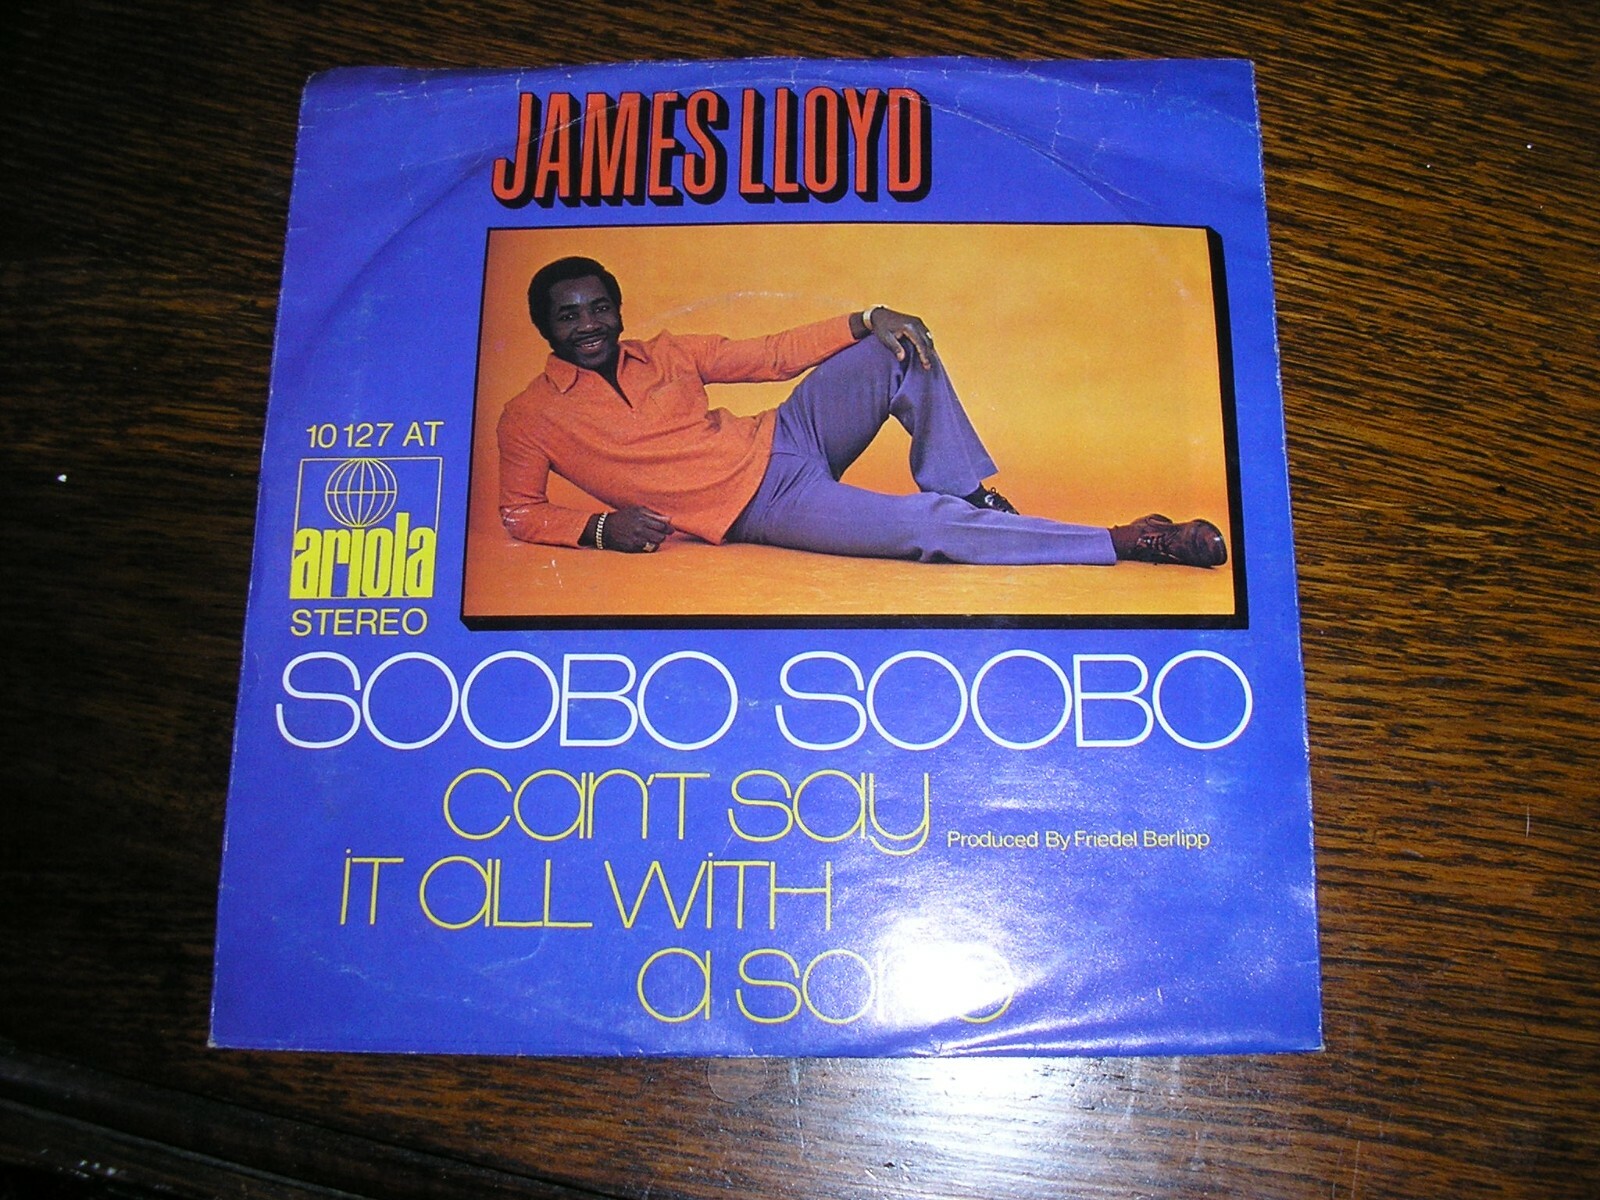 JAMES LLOYD
10 127 AT
ariola
STEREO
SOOBO SOOBO
can't say
Produced By Friedel Berlipp
it all with
a song